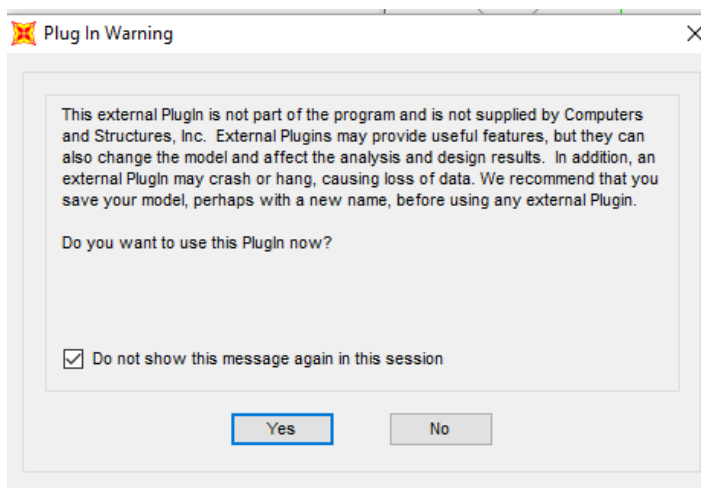 Plug In Warning
This external PlugIn is not part of the program and is not supplied by Computers
and Structures, Inc.  External Plugins may provide useful features, but they can
also change the model and affect the analysis and design results.  In addition, an
external PlugIn may crash or hang, causing loss of data. We recommend that you
save your model, perhaps with a new name, before using any external Plugin.
Do you want to use this PlugIn now?
Do not show this message again in this session
Yes
No